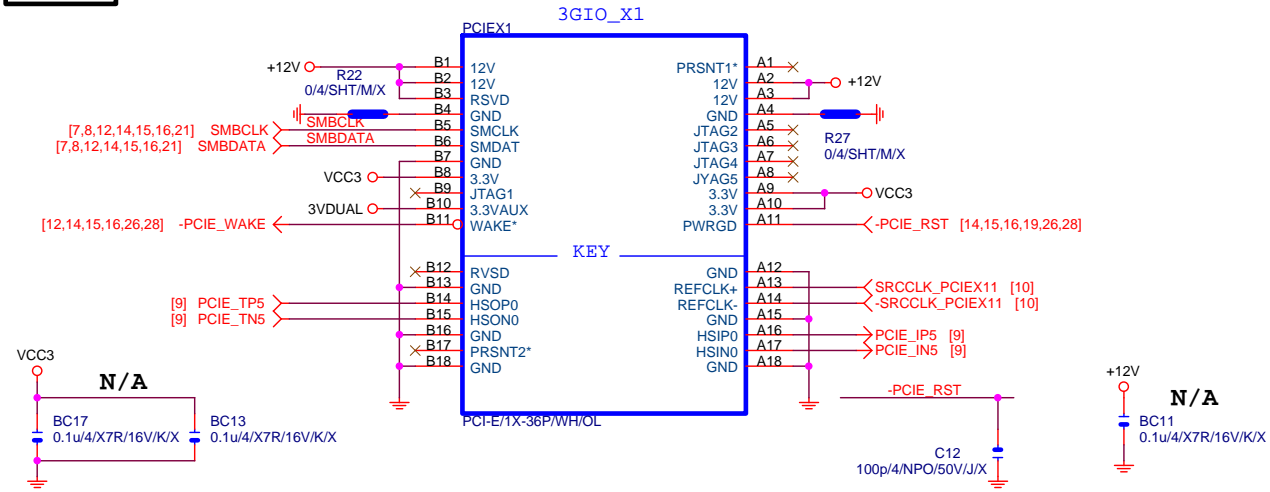 3GIO_X1
PCIEX1
+12V
R22
0/4/SHT/M/X
B1 12V PRSNT1* A1
B2 12V 12V A2 +12V
B3 RSVD 12V A3
B4 GND GND A4
SMBCLK
[7,8,12,14,15,16,21] SMBCLK B5 SMCLK JTAG2 A5
R27
0/4/SHT/M/X
SMBDATA
[7,8,12,14,15,16,21] SMBDATA B6 SMDAT JTAG3 A6
B7 GND JTAG4 A7
VCC3 B8 3.3V JYAG5 A8
B9 JTAG1 3.3V A9 VCC3
3VDUAL B10 3.3VAUX 3.3V A10
[12,14,15,16,26,28] -PCIE_WAKE B11 WAKE* PWRGD A11 -PCIE_RST [14,15,16,19,26,28]
KEY
B12 RVSD GND A12
B13 GND REFCLK+ A13 SRCCLK_PCIEX11 [10]
[9] PCIE_TP5 B14 HSOP0 REFCLK- A14 -SRCCLK_PCIEX11 [10]
[9] PCIE_TN5 B15 HSON0 GND A15
B16 GND HSIP0 A16 PCIE_IP5 [9]
B17 PRSNT2* HSIN0 A17 PCIE_IN5 [9]
B18 GND GND A18
PCI-E/1X-36P/WH/OL
VCC3
N/A
BC17
0.1u/4/X7R/16V/K/X
BC13
0.1u/4/X7R/16V/K/X
-PCIE_RST
C12
100p/4/NPO/50V/J/X
+12V
N/A
BC11
0.1u/4/X7R/16V/K/X